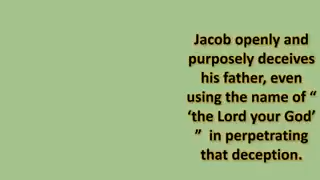 Jacob openly and
purposely deceives
his father, even
using the name of “
‘the Lord your God’
” in perpetrating
that deception.